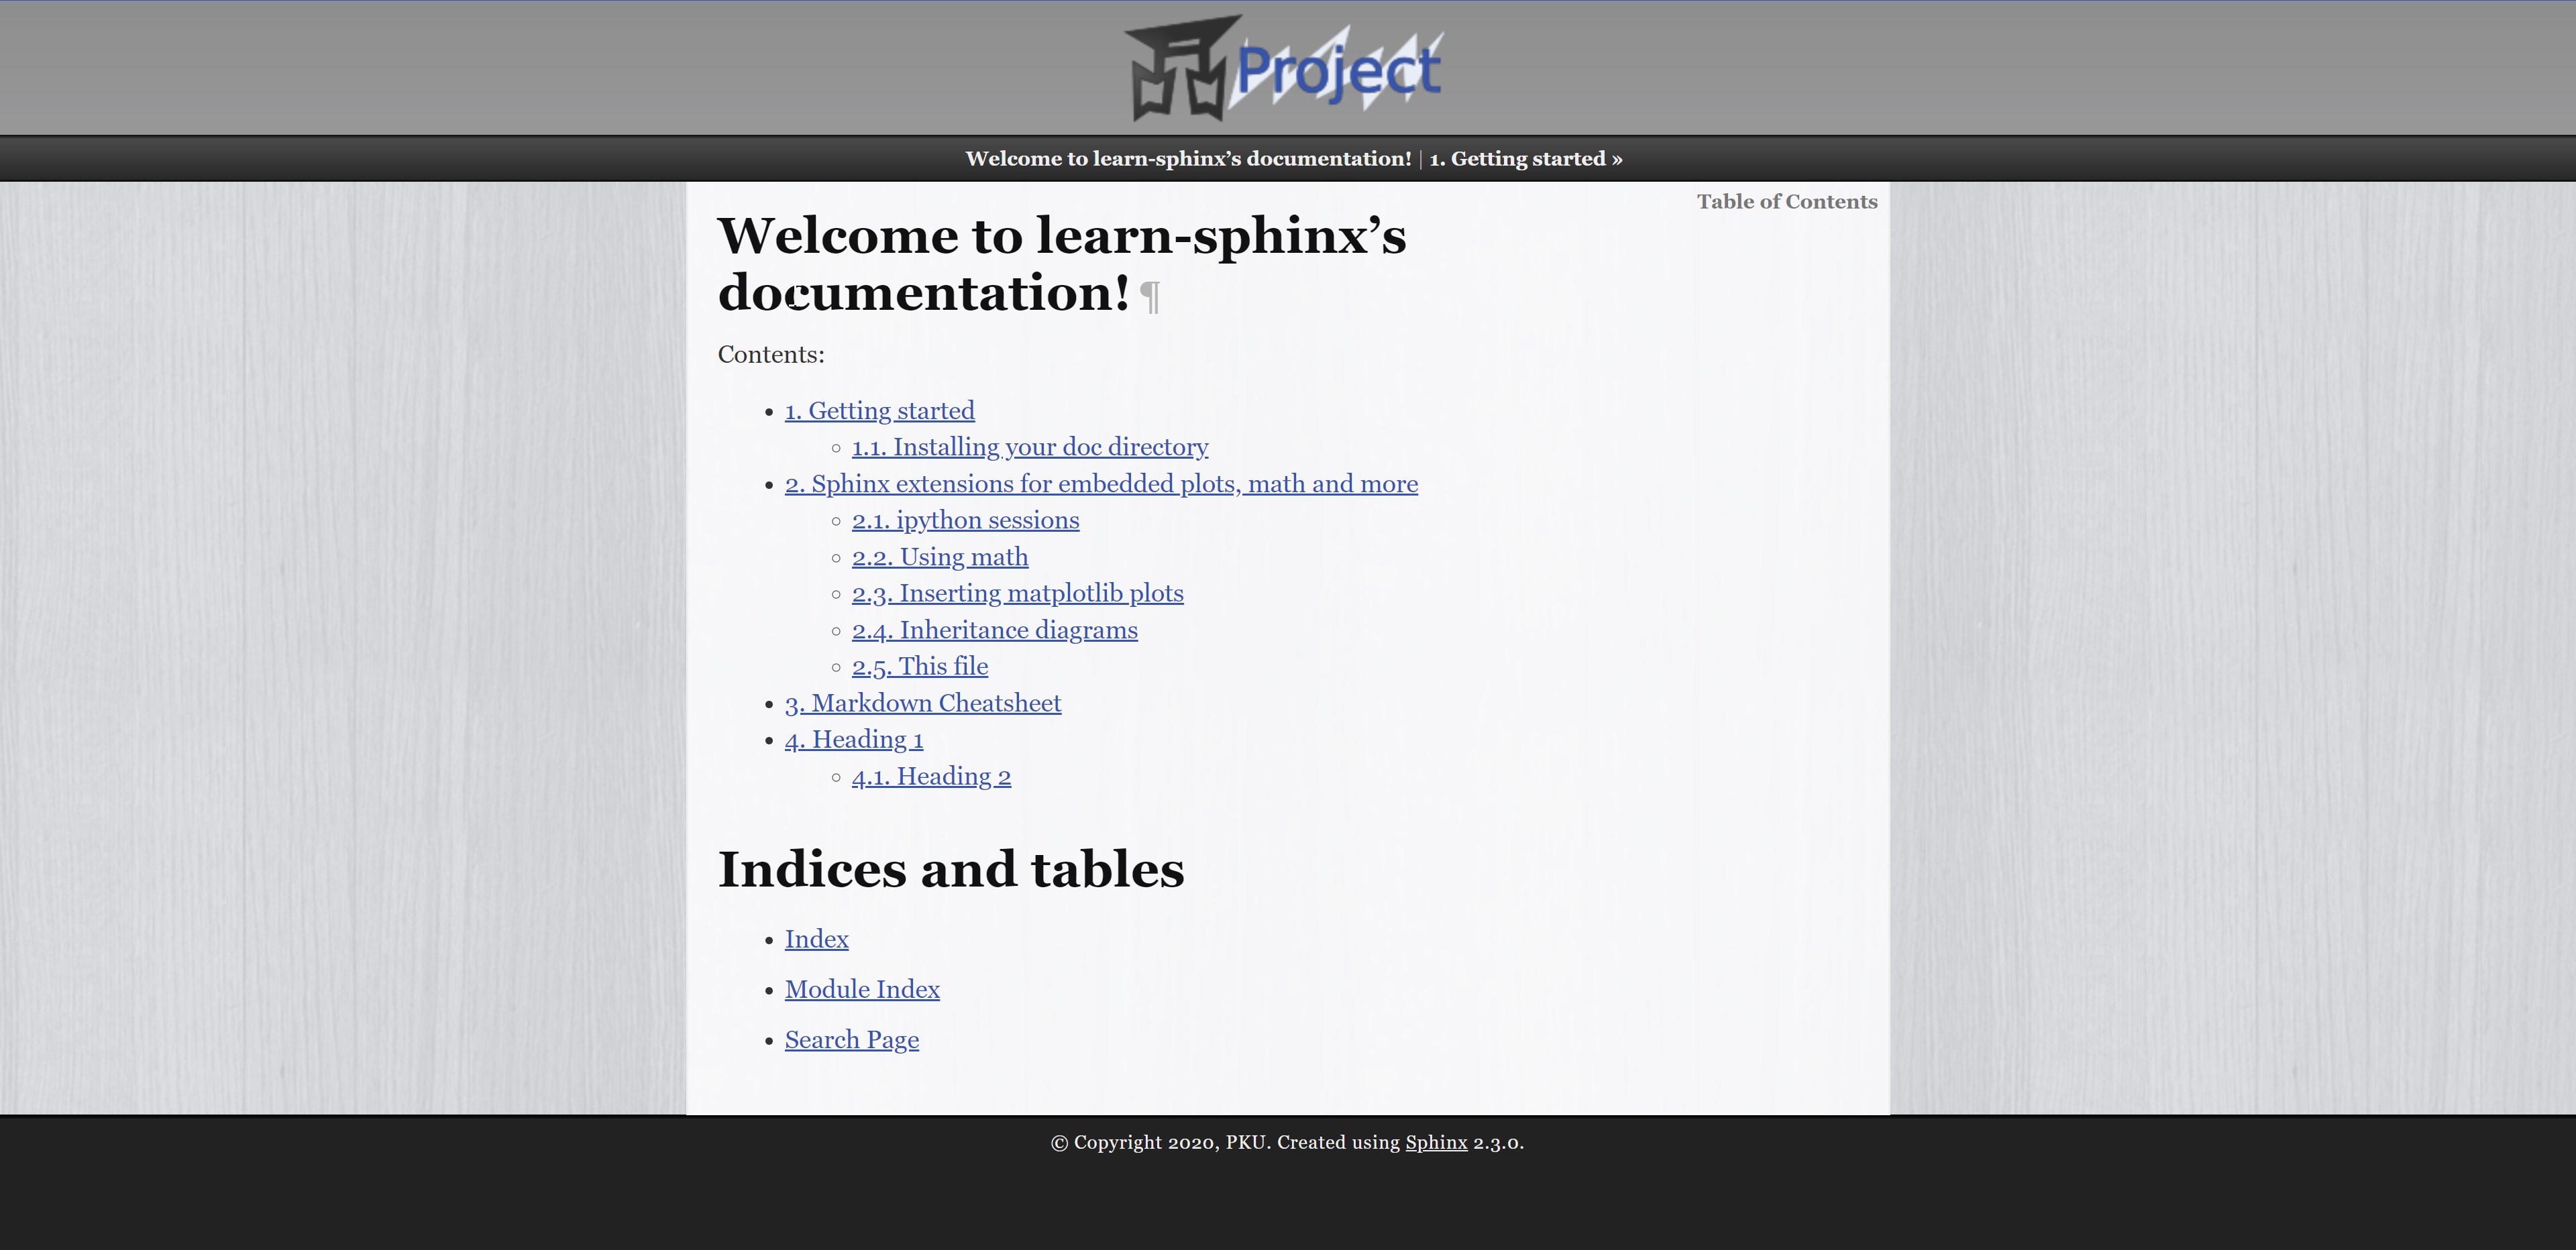 Project
Welcome to learn-sphinx’s documentation! | 1. Getting started »
Table of Contents
Welcome to learn-sphinx’s
documentation! ¶
Contents:
• 1. Getting started
◦ 1.1. Installing your doc directory
• 2. Sphinx extensions for embedded plots, math and more
◦ 2.1. ipython sessions
◦ 2.2. Using math
◦ 2.3. Inserting matplotlib plots
◦ 2.4. Inheritance diagrams
◦ 2.5. This file
• 3. Markdown Cheatsheet
• 4. Heading 1
◦ 4.1. Heading 2
Indices and tables
• Index
• Module Index
• Search Page
© Copyright 2020, PKU. Created using Sphinx 2.3.0.